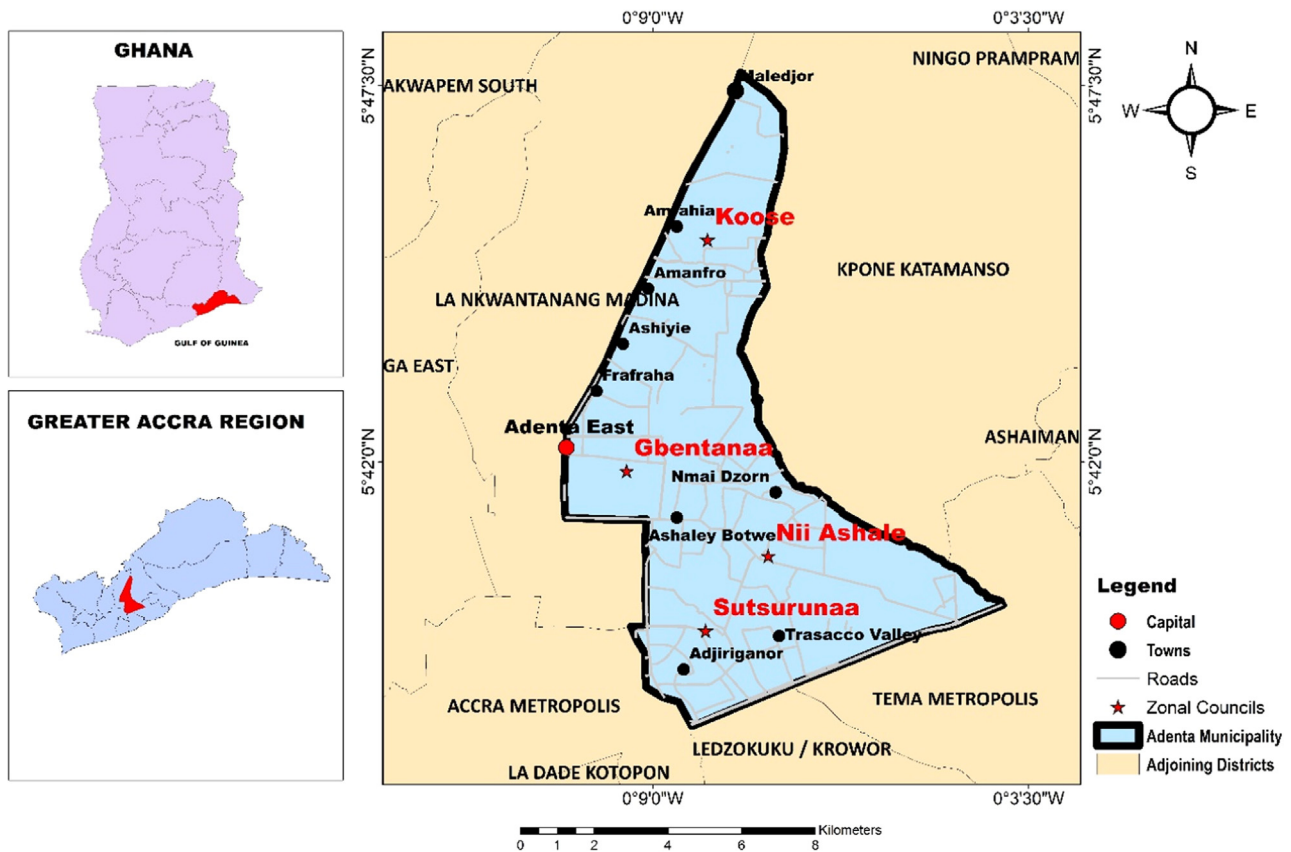 GHANA
GULF OF GUINEA
GREATER ACCRA REGION
0°9'0"W
0°3'30"W
5°47'30"N
5°42'0"N
NINGO PRAMPRAM
AKWAPEM SOUTH
Koose
Amanfro
KPONE KATAMANSO
LA NKWANTANANG MADINA
Ashiyie
GA EAST
Frafraha
Adenta East
ASHAIMAN
Gbentanaa
Nmai Dzorn
Ashaley Botwe
Nii Ashale
Sutsurunaa
Trasacco Valley
Adjiriganor
ACCRA METROPOLIS
TEMA METROPOLIS
LEDZOKUKU / KROWOR
LA DADE KOTOPON
5°47'30"N
5°42'0"N
0°9'0"W
0°3'30"W
N
W
E
S
Legend
Capital
Towns
Roads
Zonal Councils
Adenta Municipality
Adjoining Districts
0 1 2 4 6 8
Kilometers